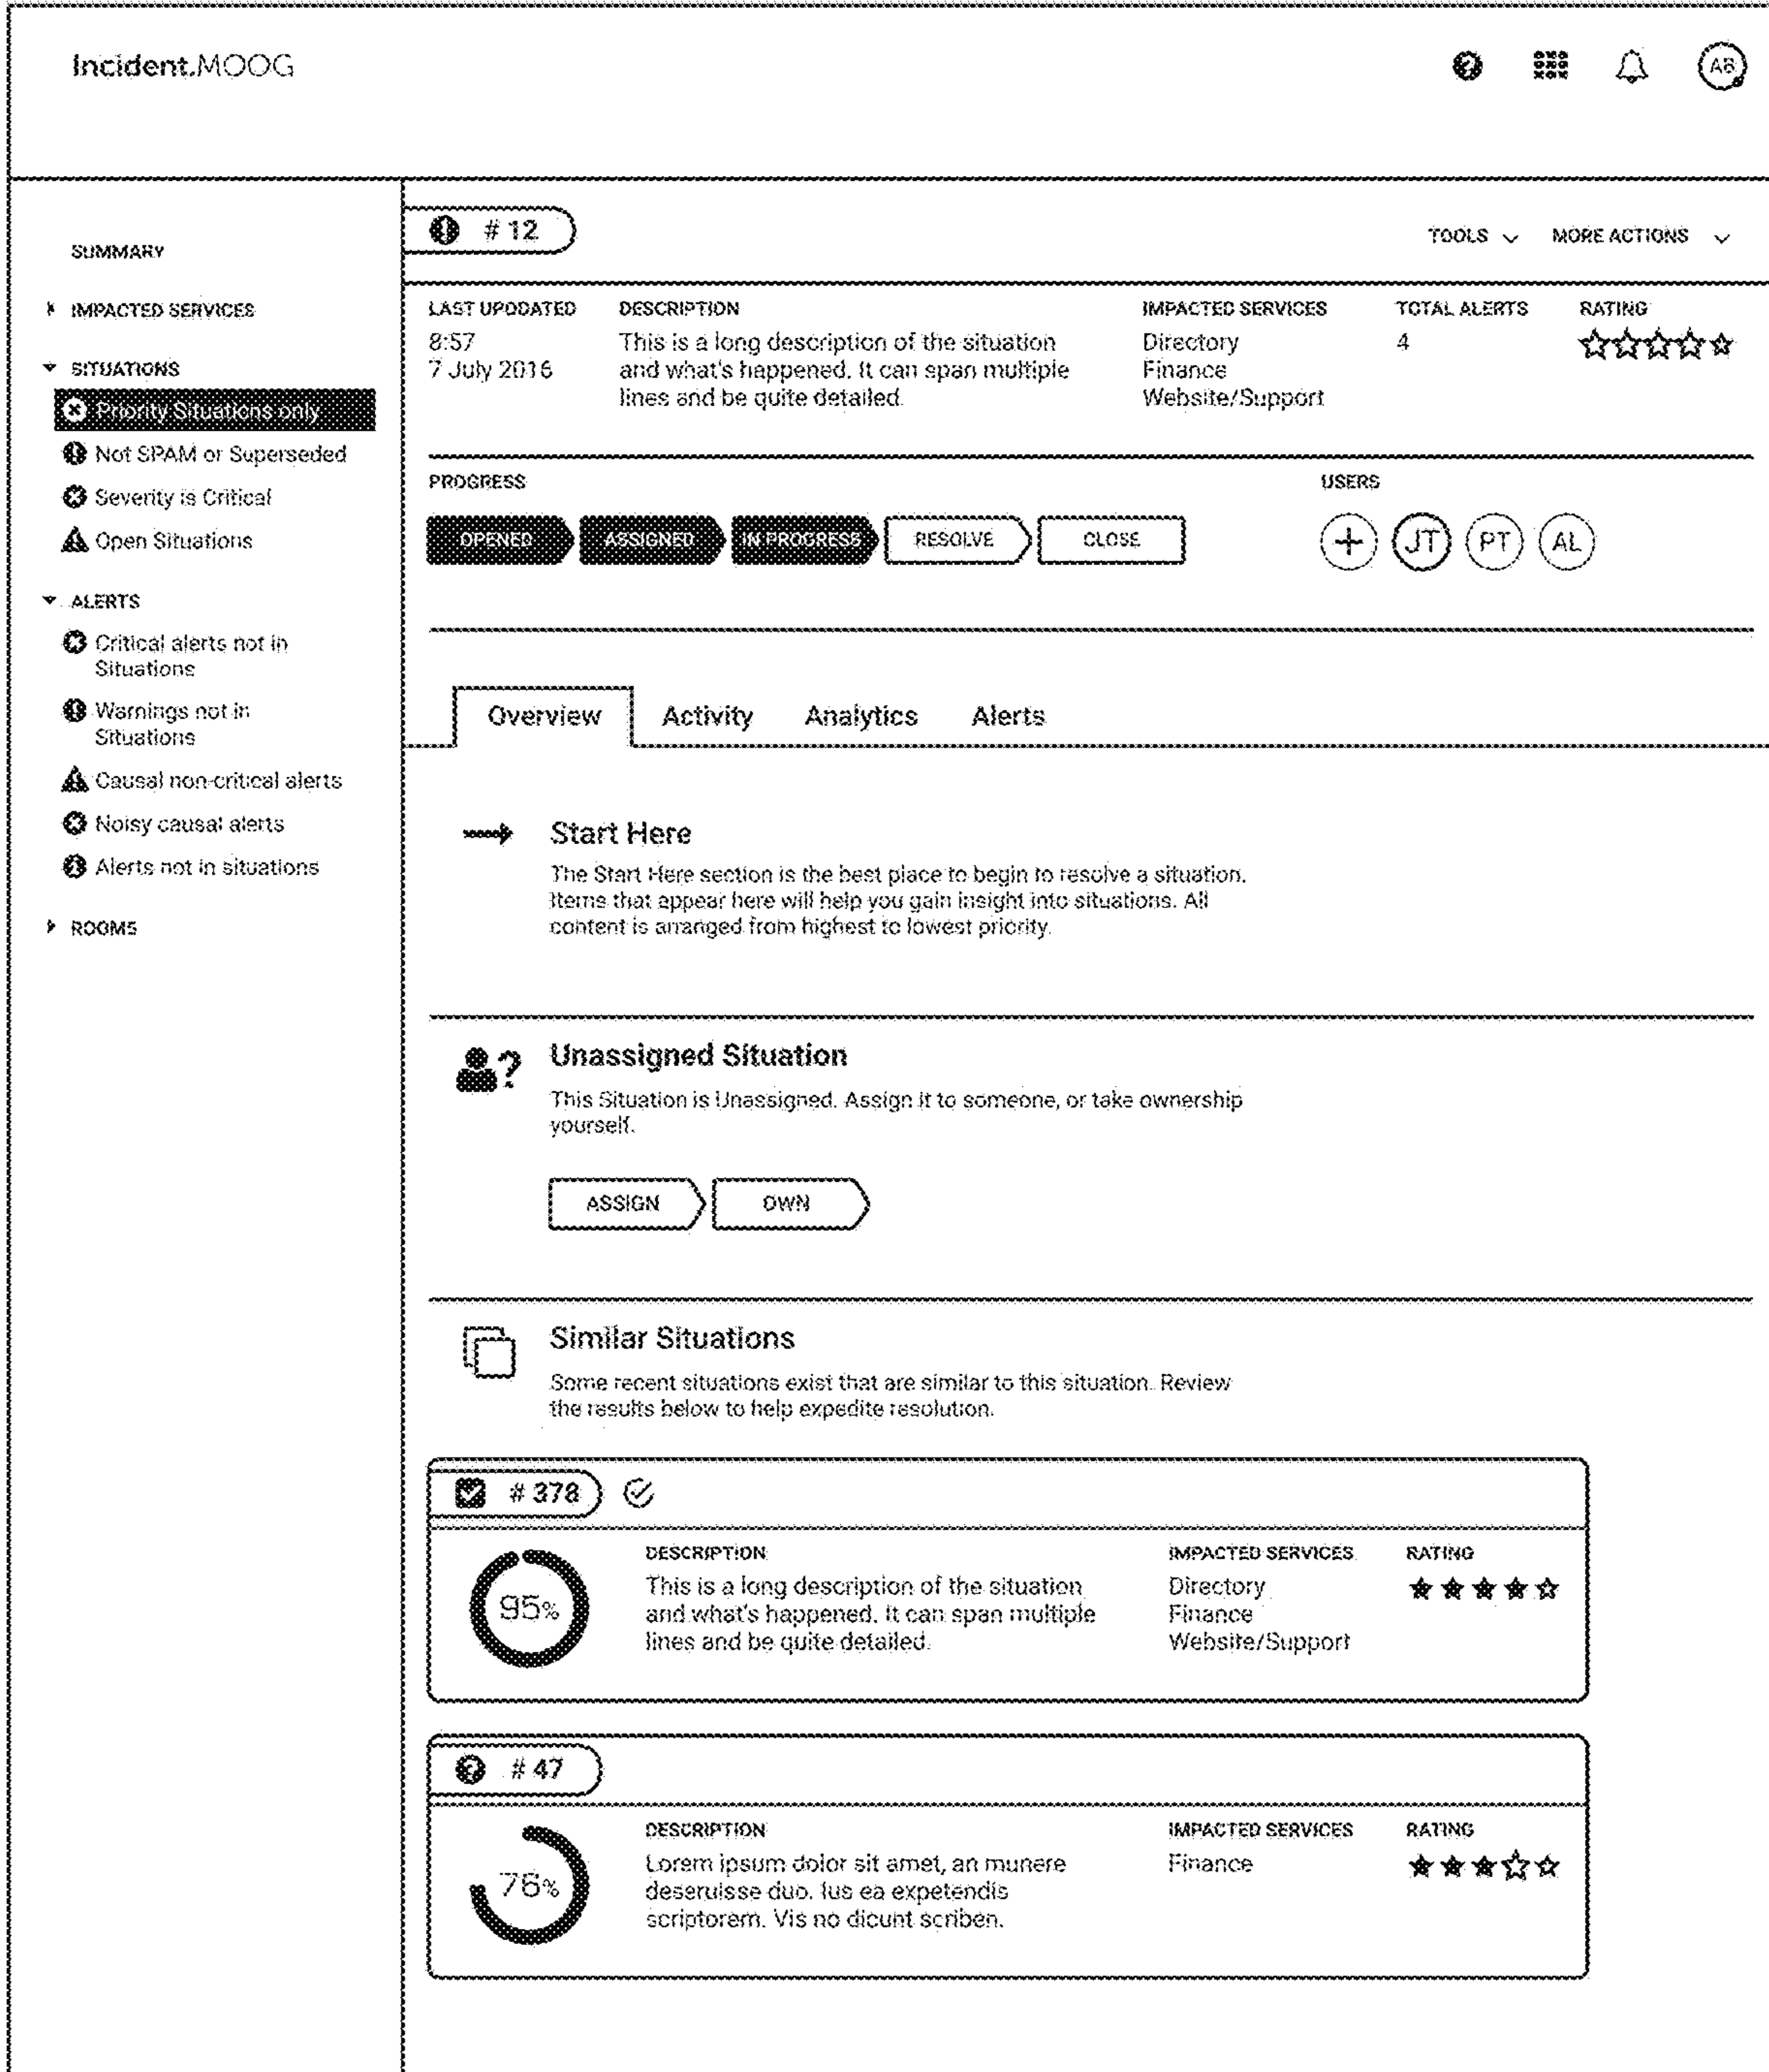 Incident.MOOG
AB
SUMMARY
IMPACTED SERVICES
SITUATIONS
Priority Situations only
Not SPAM or Superseded
Severity is Critical
Open Situations
ALERTS
Critical alerts not in
Situations
Warnings not in
Situations
Causal non-critical alerts
Noisy causal alerts
Alerts not in situations
ROOMS
# 12
TOOLS MORE ACTIONS
LAST UPDDATED DESCRIPTION IMPACTED SERVICES TOTAL ALERTS RATING
8:57 This is a long description of the situation Directory 4
7 July 2016 and what's happened. It can span multiple Finance
lines and be quite detailed. Website/Support
PROGRESS USERS
OPENED ASSIGNED IN PROGRESS RESOLVE CLOSE + JT PT AL
Overview Activity Analytics Alerts
Start Here
The Start Here section is the best place to begin to resolve a situation.
Items that appear here will help you gain insight into situations. All
content is arranged from highest to lowest priority.
?
Unassigned Situation
This Situation is Unassigned. Assign it to someone, or take ownership
yourself.
ASSIGN OWN
Similar Situations
Some recent situations exist that are similar to this situation. Review
the results below to help expedite resolution.
# 378
DESCRIPTION IMPACTED SERVICES RATING
95% This is a long description of the situation Directory
and what's happened. It can span multiple Finance
lines and be quite detailed. Website/Support
# 47
DESCRIPTION IMPACTED SERVICES RATING
76% Lorem ipsum dolor sit amet, an munere Finance
deseruisse duo. Ius ea expetendis
scriptorem. Vis no dicunt scriben.